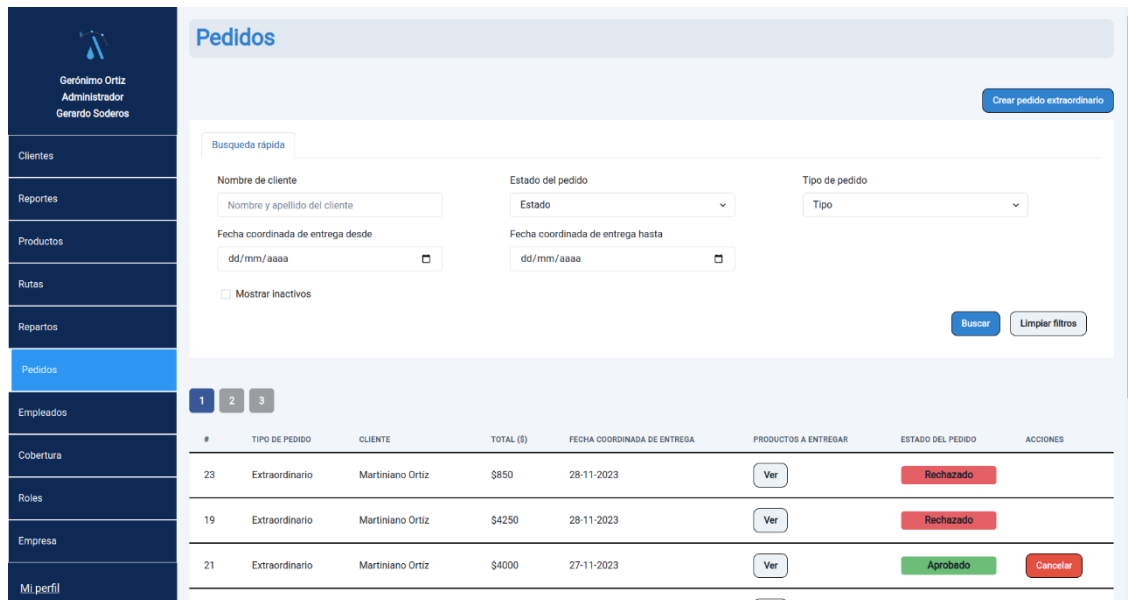 Gerónimo Ortiz
Administrador
Gerardo Soderos
Clientes
Reportes
Productos
Rutas
Repartos
Pedidos
Empleados
Cobertura
Roles
Empresa
Mi perfil
Pedidos
Crear pedido extraordinario
Busqueda rápida
Nombre de cliente Estado del pedido Tipo de pedido
Nombre y apellido del cliente Estado Tipo
Fecha coordinada de entrega desde Fecha coordinada de entrega hasta
dd/mm/aaaa dd/mm/aaaa
Mostrar inactivos
Buscar Limpiar filtros
1 2 3
# TIPO DE PEDIDO CLIENTE TOTAL ($) FECHA COORDINADA DE ENTREGA PRODUCTOS A ENTREGAR ESTADO DEL PEDIDO ACCIONES
23 Extraordinario Martiniano Ortíz $850 28-11-2023 Ver Rechazado
19 Extraordinario Martiniano Ortíz $4250 28-11-2023 Ver Rechazado
21 Extraordinario Martiniano Ortíz $4000 27-11-2023 Ver Aprobado Cancelar